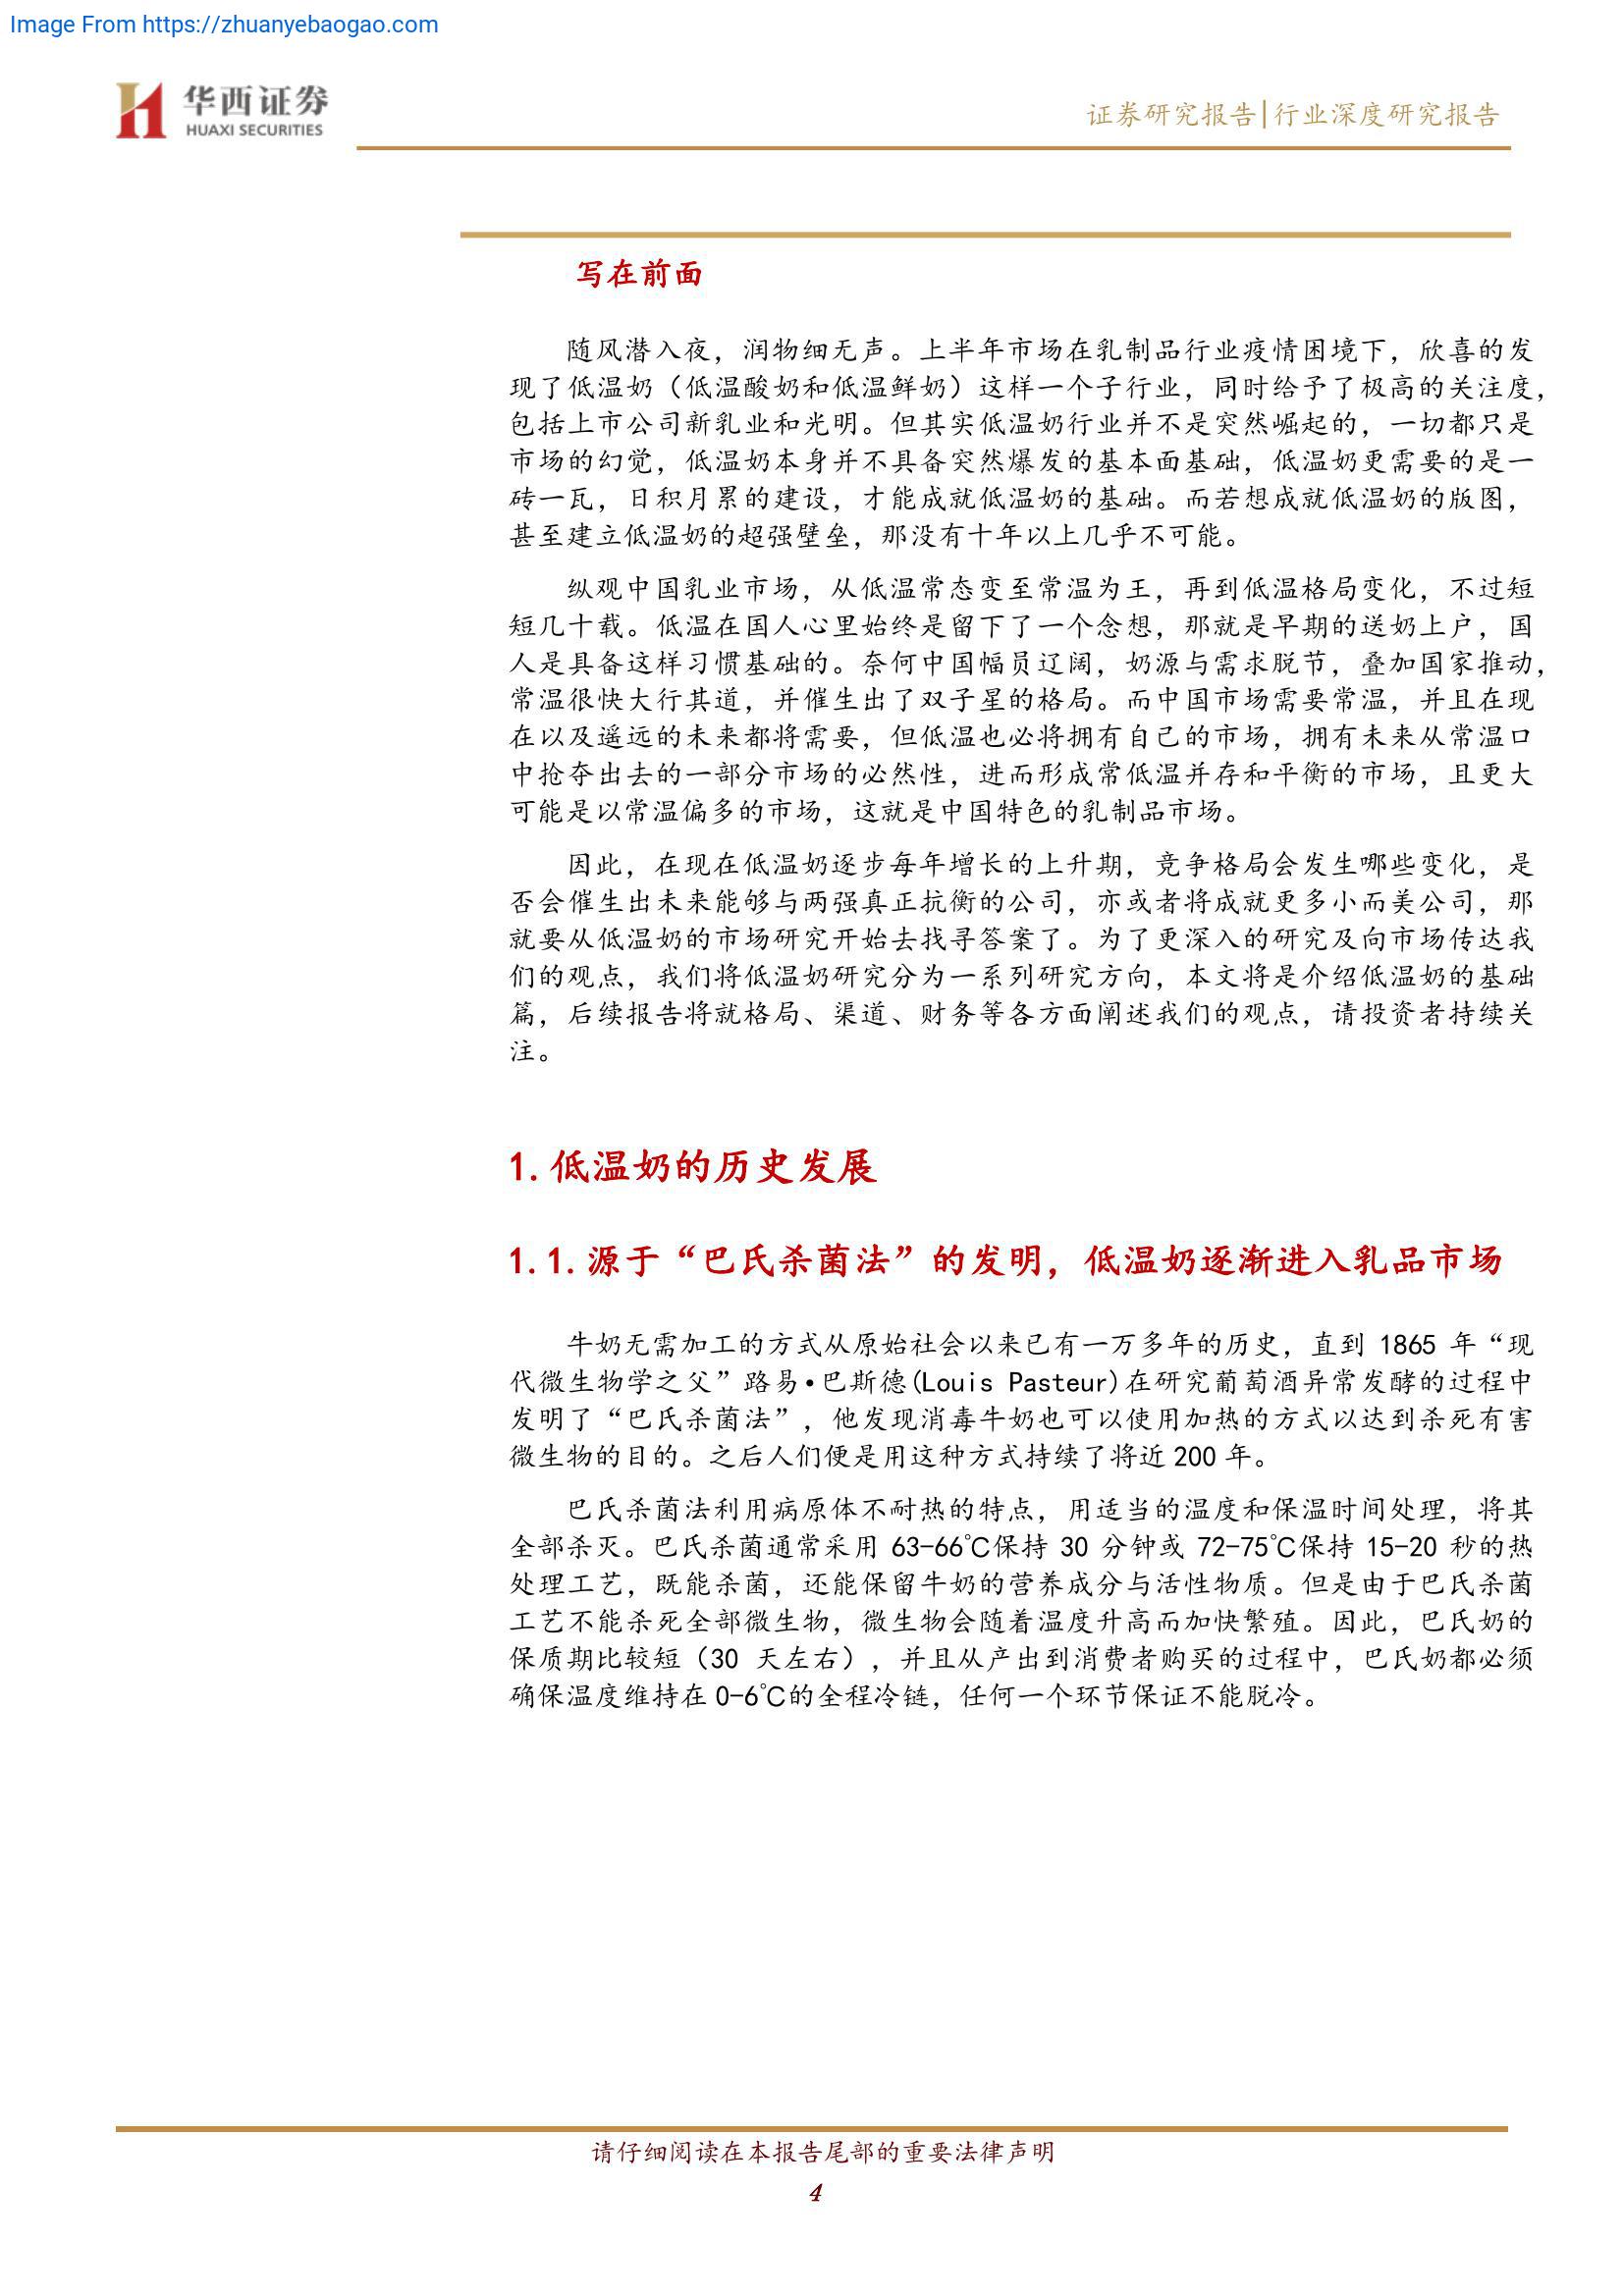 Image From https://zhuanyebaogao.com
华西证券
HUAXI SECURITIES
证券研究报告|行业深度研究报告
写在前面
随风潜入夜，润物细无声。上半年市场在乳制品行业疫情困境下，欣喜的发
现了低温奶（低温酸奶和低温鲜奶）这样一个子行业，同时给予了极高的关注度，
包括上市公司新乳业和光明。但其实低温奶行业并不是突然崛起的，一切都只是
市场的幻觉，低温奶本身并不具备突然爆发的基本面基础，低温奶更需要的是一
砖一瓦，日积月累的建设，才能成就低温奶的基础。而若想成就低温奶的版图，
甚至建立低温奶的超强壁垒，那没有十年以上几乎不可能。
纵观中国乳业市场，从低温常态变至常温为王，再到低温格局变化，不过短
短几十载。低温在国人心里始终是留下了一个念想，那就是早期的送奶上户，国
人是具备这样习惯基础的。奈何中国幅员辽阔，奶源与需求脱节，叠加国家推动，
常温很快大行其道，并催生出了双子星的格局。而中国市场需要常温，并且在现
在以及遥远的未来都将需要，但低温也必将拥有自己的市场，拥有未来从常温口
中抢夺出去的一部分市场的必然性，进而形成常低温并存和平衡的市场，且更大
可能是以常温偏多的市场，这就是中国特色的乳制品市场。
因此，在现在低温奶逐步每年增长的上升期，竞争格局会发生哪些变化，是
否会催生出未来能够与两强真正抗衡的公司，亦或者将成就更多小而美公司，那
就要从低温奶的市场研究开始去找寻答案了。为了更深入的研究及向市场传达我
们的观点，我们将低温奶研究分为一系列研究方向，本文将是介绍低温奶的基础
篇，后续报告将就格局、渠道、财务等各方面阐述我们的观点，请投资者持续关
注。
1.低温奶的历史发展
1.1.源于“巴氏杀菌法”的发明，低温奶逐渐进入乳品市场
牛奶无需加工的方式从原始社会以来已有一万多年的历史，直到 1865 年“现
代微生物学之父”路易•巴斯德(Louis Pasteur)在研究葡萄酒异常发酵的过程中
发明了“巴氏杀菌法”，他发现消毒牛奶也可以使用加热的方式以达到杀死有害
微生物的目的。之后人们便是用这种方式持续了将近 200 年。
巴氏杀菌法利用病原体不耐热的特点，用适当的温度和保温时间处理，将其
全部杀灭。巴氏杀菌通常采用 63-66℃保持 30 分钟或 72-75℃保持 15-20 秒的热
处理工艺，既能杀菌，还能保留牛奶的营养成分与活性物质。但是由于巴氏杀菌
工艺不能杀死全部微生物，微生物会随着温度升高而加快繁殖。因此，巴氏奶的
保质期比较短（30 天左右），并且从产出到消费者购买的过程中，巴氏奶都必须
确保温度维持在 0-6℃的全程冷链，任何一个环节保证不能脱冷。
请仔细阅读在本报告尾部的重要法律声明
4